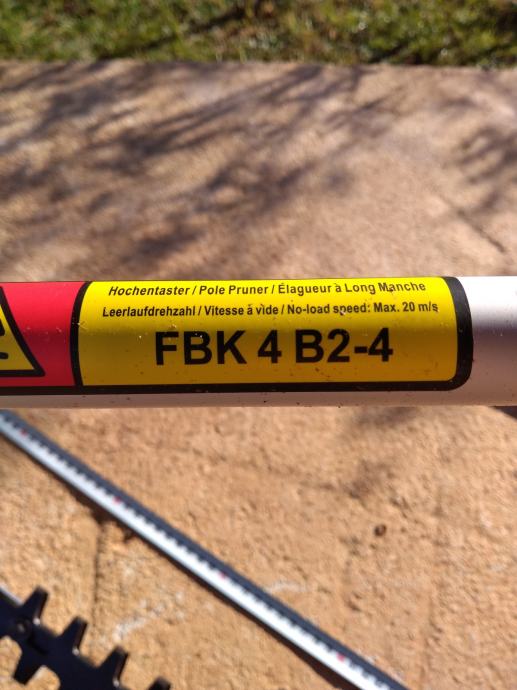 Hochentaster / Pole Pruner / Élagueur à Long Manche
Leerlaufdrehzahl / Vitesse à vide / No-load speed: Max. 20 m/s
FBK 4 B2-4